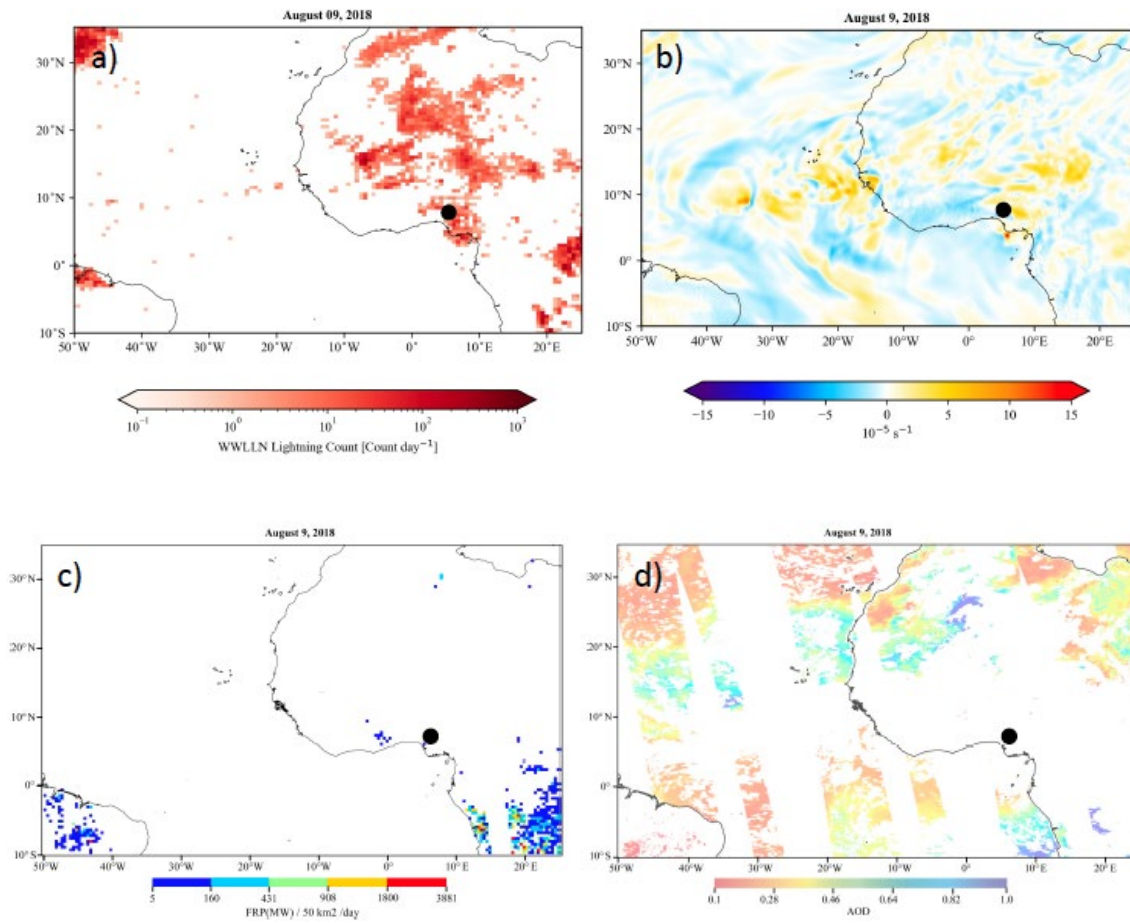 August 09, 2018
a)
30°N
20°N
10°N
0°
10°S
50°W 40°W 30°W 20°W 10°W 0° 10°E 20°E
10⁻¹ 10⁰ 10¹ 10² 10³
WWLLN Lightning Count [Count day⁻¹]
August 9, 2018
b)
30°N
20°N
10°N
0°
10°S
50°W 40°W 30°W 20°W 10°W 0° 10°E 20°E
−15 −10 −5 0 5 10 15
10⁻⁵ s⁻¹
August 9, 2018
c)
30°N
20°N
10°N
0°
10°S
50°W 40°W 30°W 20°W 10°W 0° 10°E 20°E
5 160 431 908 1800 3881
FRP(MW) / 50 km2 /day
August 9, 2018
d)
30°N
20°N
10°N
0°
10°S
50°W 40°W 30°W 20°W 10°W 0° 10°E 20°E
0.1 0.28 0.46 0.64 0.82 1.0
AOD